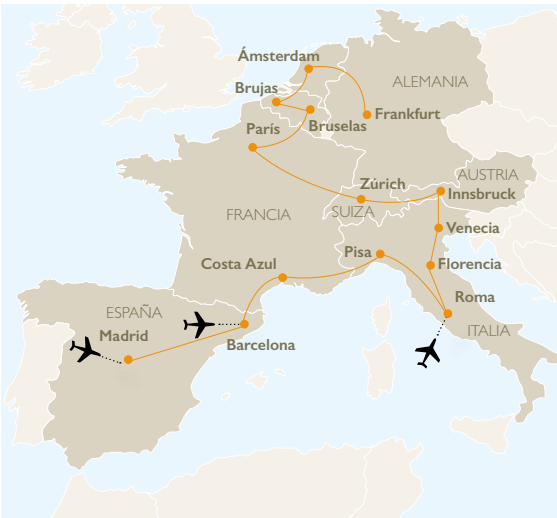 Ámsterdam
ALEMANIA
Brujas
Frankfurt
París
Bruselas
Zúrich
AUSTRIA
Innsbruck
FRANCIA
SUIZA
Venecia
Pisa
Costa Azul
Florencia
Roma
ESPAÑA
Madrid
ITALIA
Barcelona